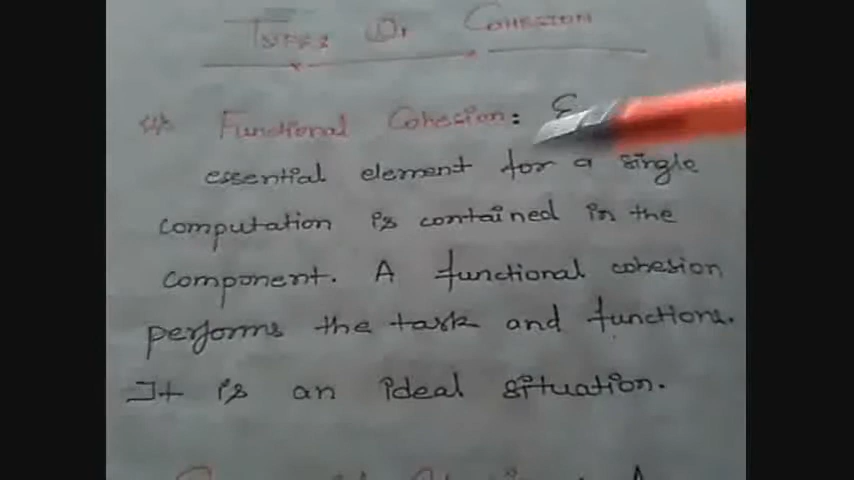 TYPES OF COHESION
Functional Cohesion:
essential element for a single
computation is contained in the
component. A functional cohesion
performs the task and functions.
It is an ideal situation.